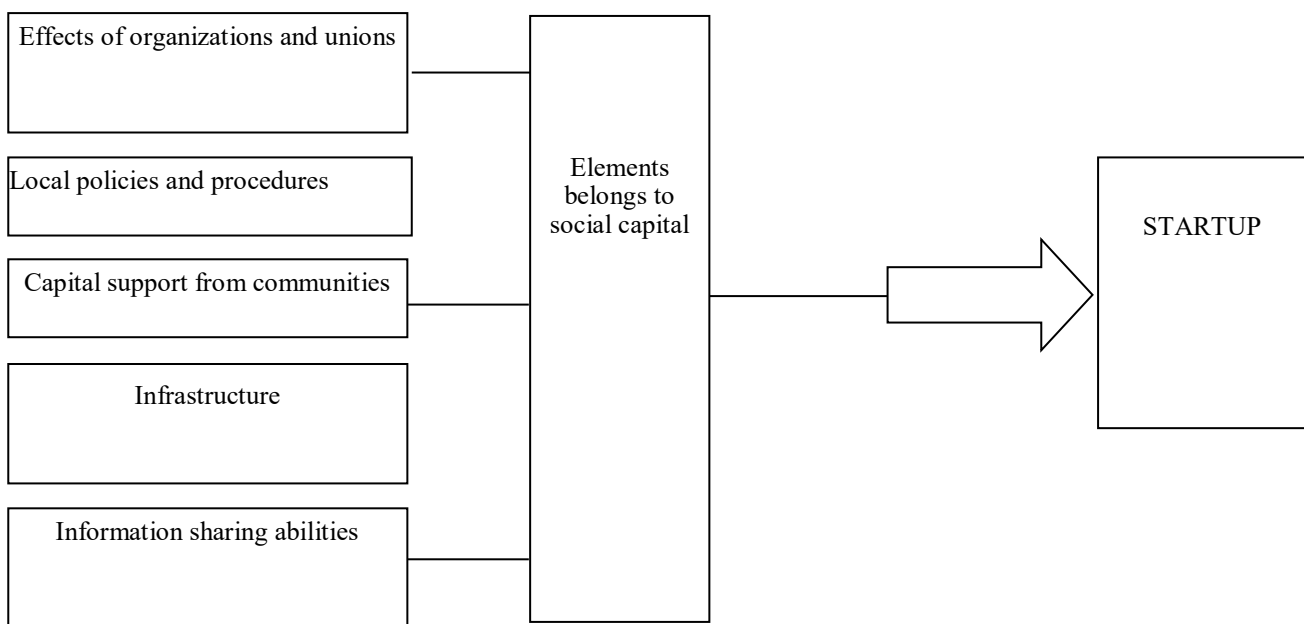 Effects of organizations and unions
Local policies and procedures
Capital support from communities
Infrastructure
Information sharing abilities
Elements
belongs to
social capital
STARTUP